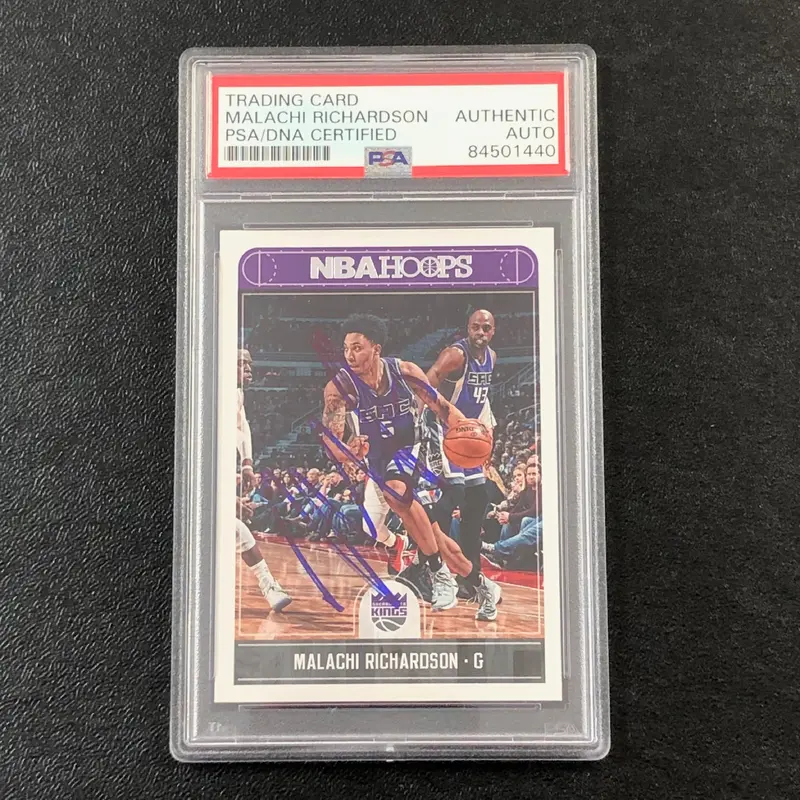 TRADING CARD
MALACHI RICHARDSON
PSA/DNA CERTIFIED
AUTHENTIC
AUTO
84501440
PSA
NBA HOOPS
SAC
43
SAC
5
KINGS
MALACHI RICHARDSON · G